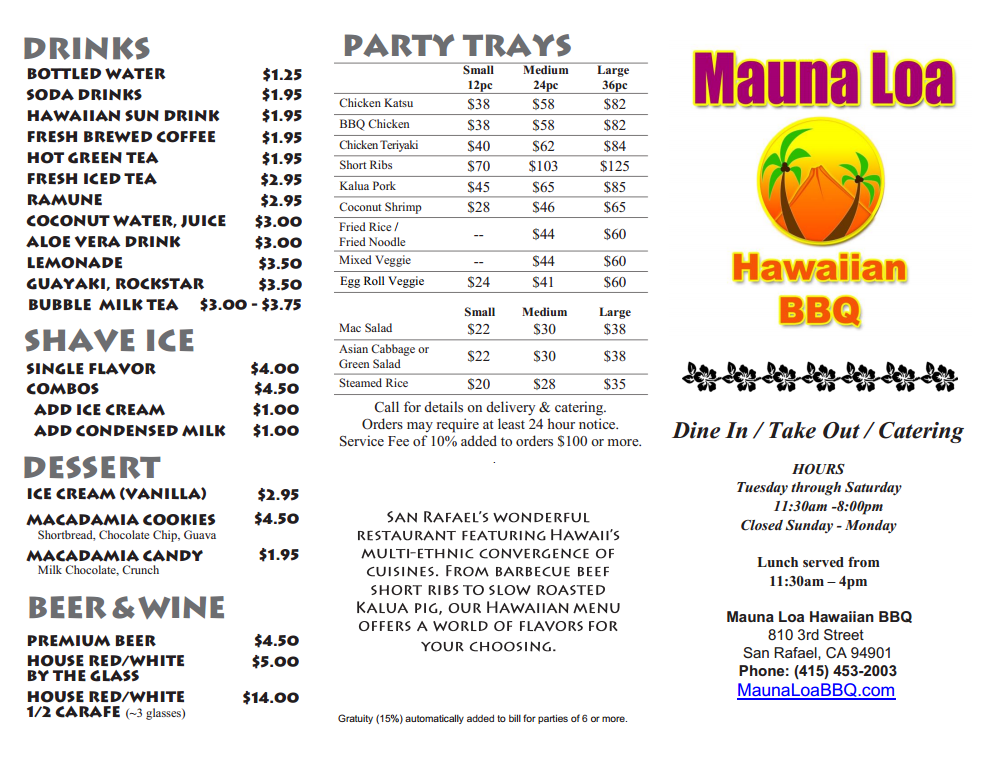 DRINKS
BOTTLED WATER $1.25
SODA DRINKS $1.95
HAWAIIAN SUN DRINK $1.95
FRESH BREWED COFFEE $1.95
HOT GREEN TEA $1.95
FRESH ICED TEA $2.95
RAMUNE $2.95
COCONUT WATER, JUICE $3.00
ALOE VERA DRINK $3.00
LEMONADE $3.50
GUAYAKI, ROCKSTAR $3.50
BUBBLE MILK TEA $3.00 - $3.75
SHAVE ICE
SINGLE FLAVOR $4.00
COMBOS $4.50
ADD ICE CREAM $1.00
ADD CONDENSED MILK $1.00
DESSERT
ICE CREAM (VANILLA) $2.95
MACADAMIA COOKIES $4.50
Shortbread, Chocolate Chip, Guava
MACADAMIA CANDY $1.95
Milk Chocolate, Crunch
BEER & WINE
PREMIUM BEER $4.50
HOUSE RED/WHITE $5.00
BY THE GLASS
HOUSE RED/WHITE $14.00
1/2 CARAFE (~3 glasses)
PARTY TRAYS
Small Medium Large
12pc 24pc 36pc
Chicken Katsu $38 $58 $82
BBQ Chicken $38 $58 $82
Chicken Teriyaki $40 $62 $84
Short Ribs $70 $103 $125
Kalua Pork $45 $65 $85
Coconut Shrimp $28 $46 $65
Fried Rice /
Fried Noodle -- $44 $60
Mixed Veggie -- $44 $60
Egg Roll Veggie $24 $41 $60
Small Medium Large
Mac Salad $22 $30 $38
Asian Cabbage or
Green Salad $22 $30 $38
Steamed Rice $20 $28 $35
Call for details on delivery & catering.
Orders may require at least 24 hour notice.
Service Fee of 10% added to orders $100 or more.
.
SAN RAFAEL'S WONDERFUL
RESTAURANT FEATURING HAWAII'S
MULTI-ETHNIC CONVERGENCE OF
CUISINES. FROM BARBECUE BEEF
SHORT RIBS TO SLOW ROASTED
KALUA PIG, OUR HAWAIIAN MENU
OFFERS A WORLD OF FLAVORS FOR
YOUR CHOOSING.
Gratuity (15%) automatically added to bill for parties of 6 or more.
Mauna Loa
Hawaiian
BBQ
Dine In / Take Out / Catering
HOURS
Tuesday through Saturday
11:30am -8:00pm
Closed Sunday - Monday
Lunch served from
11:30am – 4pm
Mauna Loa Hawaiian BBQ
810 3rd Street
San Rafael, CA 94901
Phone: (415) 453-2003
MaunaLoaBBQ.com